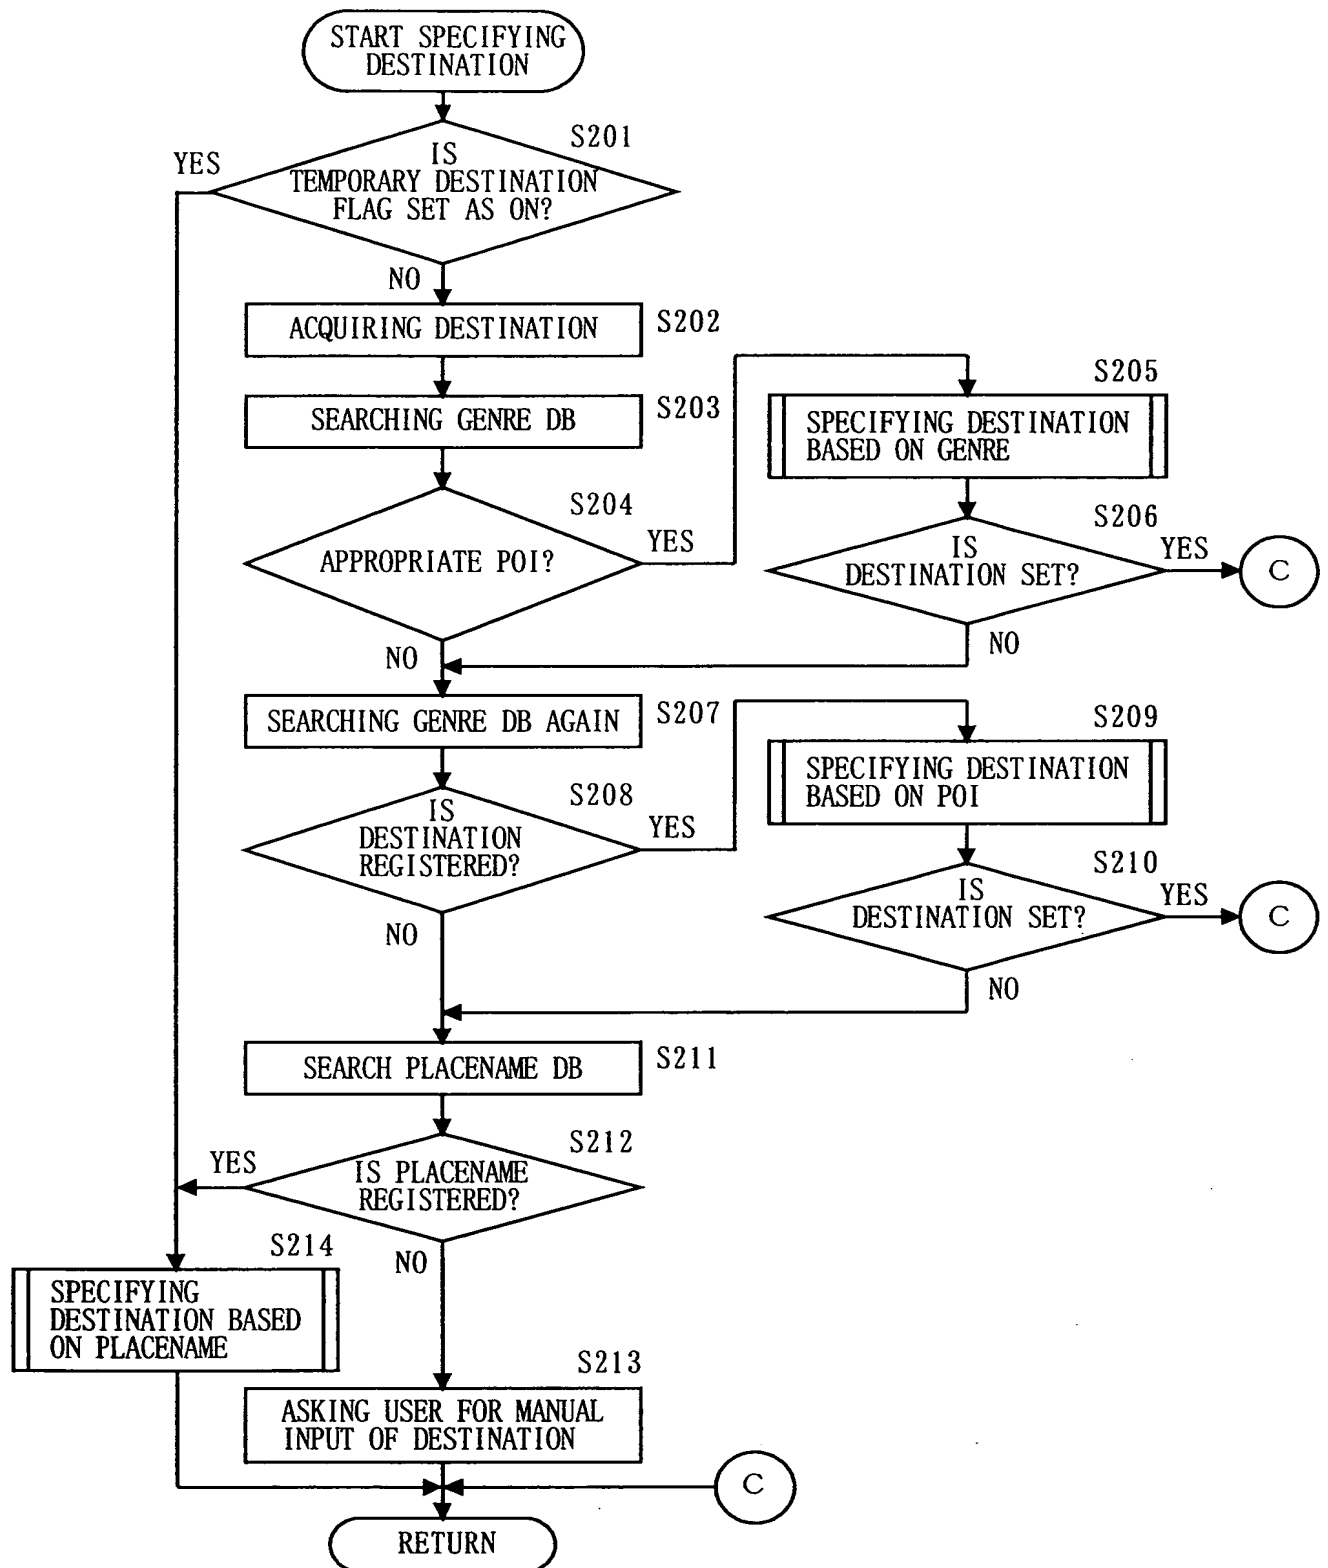 START SPECIFYING
DESTINATION
S201
YES
IS
TEMPORARY DESTINATION
FLAG SET AS ON?
NO
ACQUIRING DESTINATION
S202
SEARCHING GENRE DB
S203
S205
SPECIFYING DESTINATION
BASED ON GENRE
S204
APPROPRIATE POI?
YES
S206
IS
DESTINATION SET?
YES
C
NO
NO
SEARCHING GENRE DB AGAIN
S207
S209
SPECIFYING DESTINATION
BASED ON POI
S208
IS
DESTINATION
REGISTERED?
YES
S210
IS
DESTINATION SET?
YES
C
NO
NO
SEARCH PLACENAME DB
S211
S212
YES
IS PLACENAME
REGISTERED?
NO
S214
SPECIFYING
DESTINATION BASED
ON PLACENAME
S213
ASKING USER FOR MANUAL
INPUT OF DESTINATION
C
RETURN